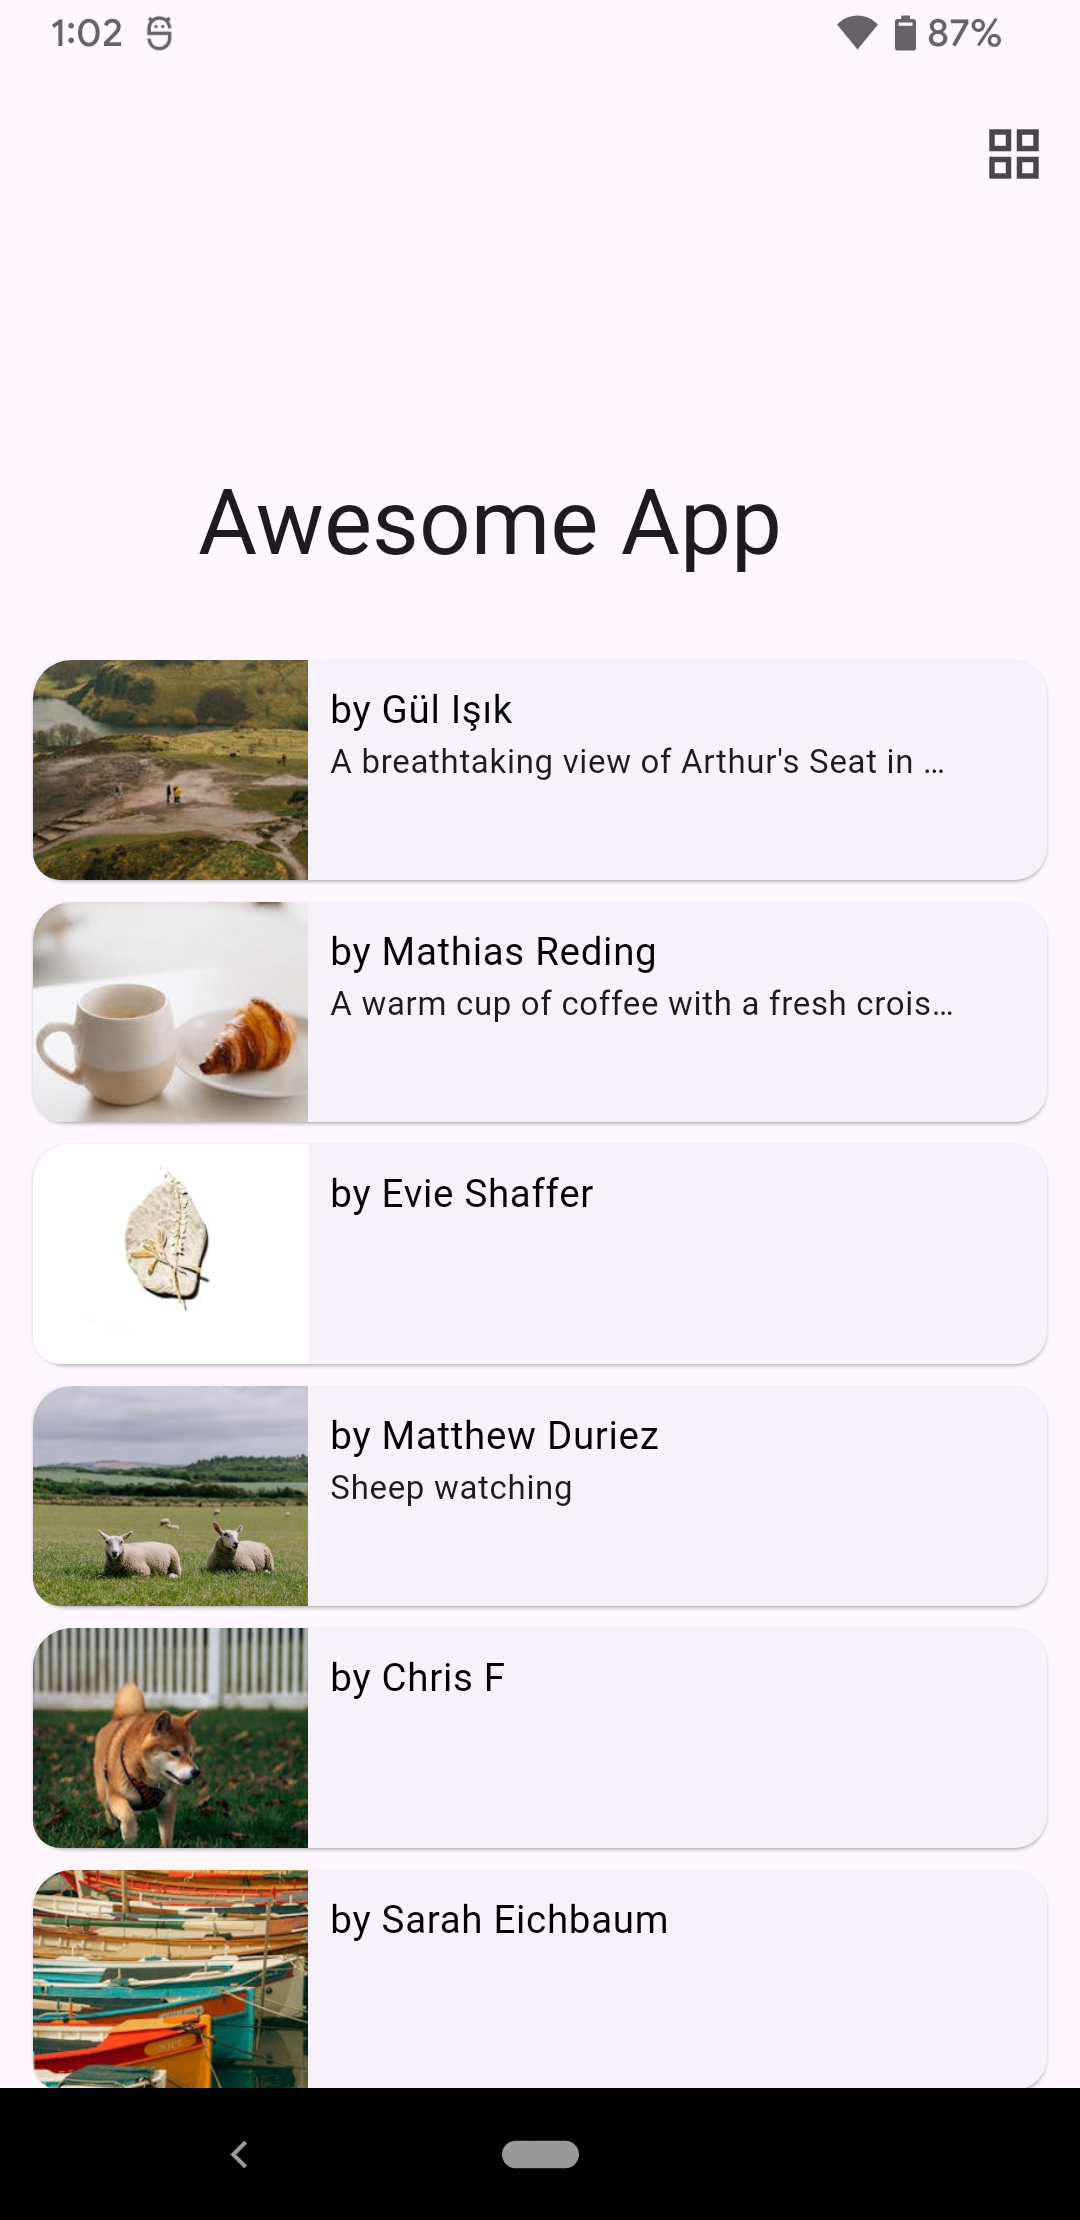 1:02 87%
Awesome App
by Gül Işık
A breathtaking view of Arthur's Seat in …
by Mathias Reding
A warm cup of coffee with a fresh crois…
by Evie Shaffer
by Matthew Duriez
Sheep watching
by Chris F
by Sarah Eichbaum
NICE